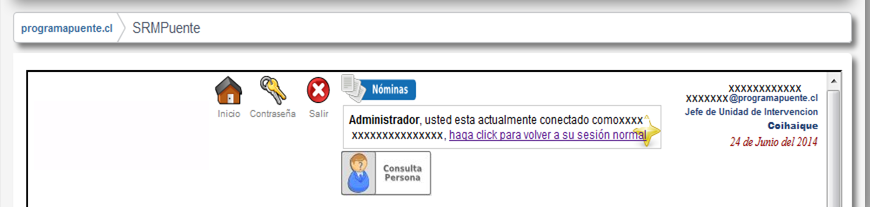 programapuente.cl
SRMPuente
Inicio
Contraseña
Salir
Nóminas
Administrador, usted esta actualmente conectado comoxxxx
xxxxxxxxxxxxxxx, haga click para volver a su sesión normal
Consulta
Persona
XXXXXXXXXXXX
XXXXXXX@programapuente.cl
Jefe de Unidad de Intervencion
Coihaique
24 de Junio del 2014